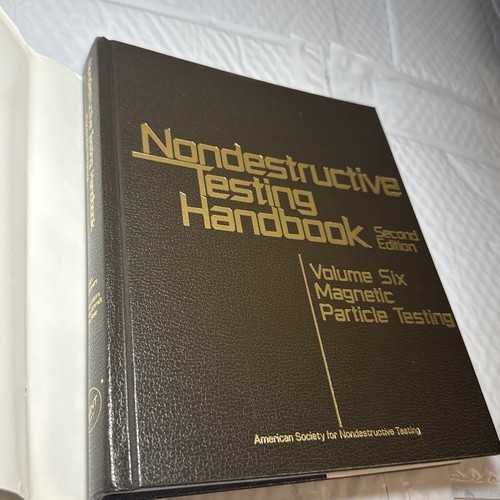 Nondestructive
Testing
Handbook
Second
Edition
Volume Six
Magnetic
Particle Testing
American Society for Nondestructive Testing